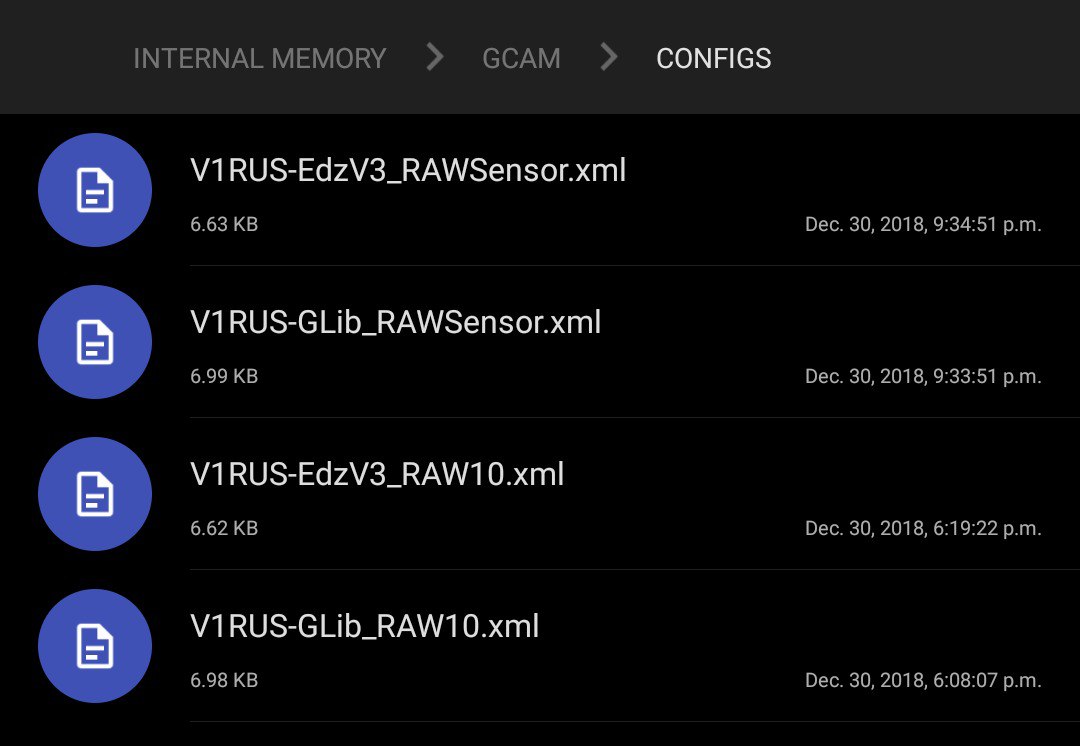 INTERNAL MEMORY > GCAM > CONFIGS
V1RUS-EdzV3_RAWSensor.xml
6.63 KB Dec. 30, 2018, 9:34:51 p.m.
V1RUS-GLib_RAWSensor.xml
6.99 KB Dec. 30, 2018, 9:33:51 p.m.
V1RUS-EdzV3_RAW10.xml
6.62 KB Dec. 30, 2018, 6:19:22 p.m.
V1RUS-GLib_RAW10.xml
6.98 KB Dec. 30, 2018, 6:08:07 p.m.